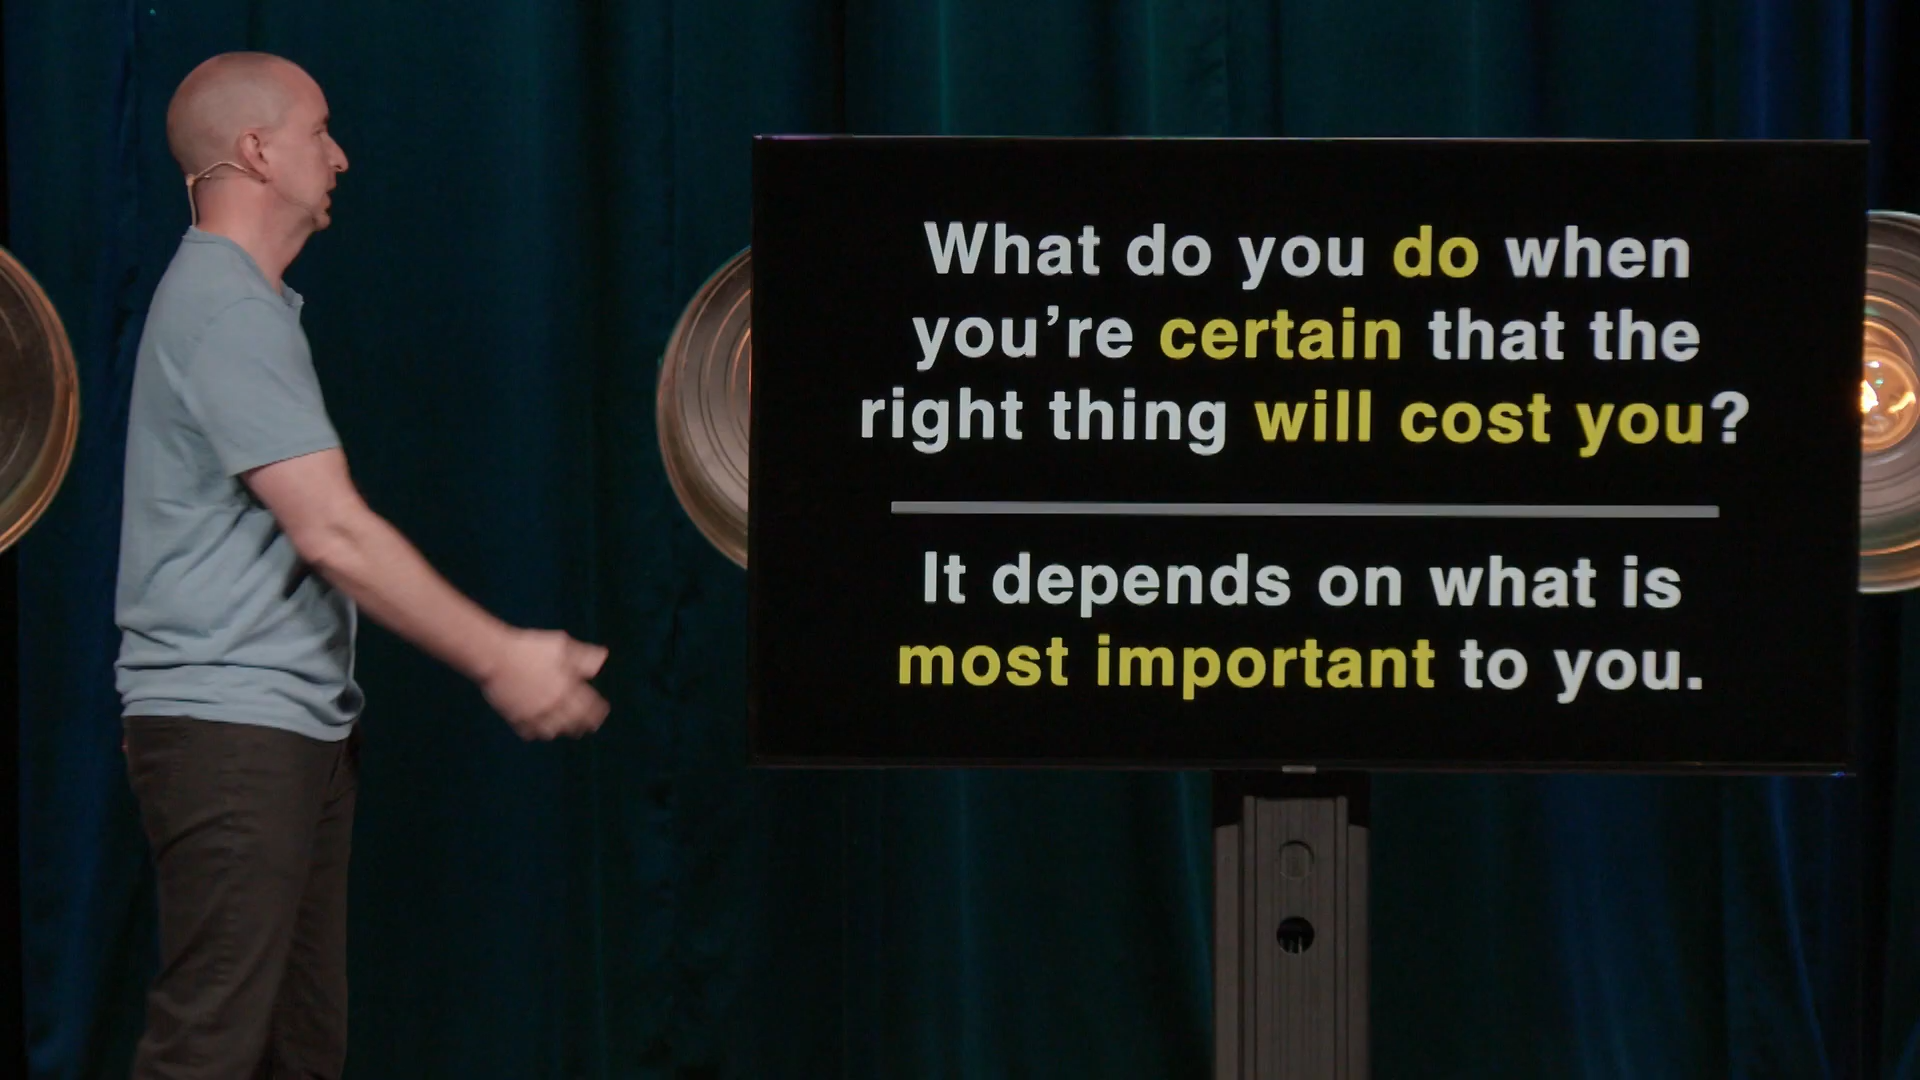 What do you do when
you’re certain that the
right thing will cost you?
It depends on what is
most important to you.